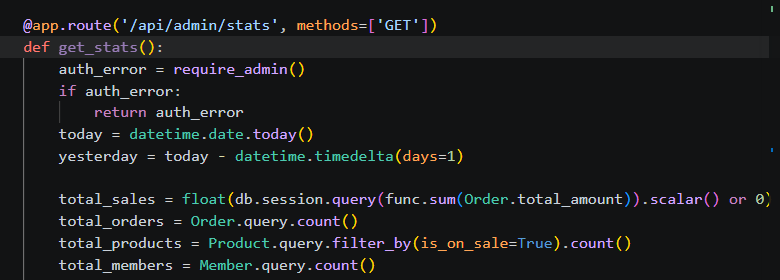 @app.route('/api/admin/stats', methods=['GET'])
def get_stats():
    auth_error = require_admin()
    if auth_error:
        return auth_error
    today = datetime.date.today()
    yesterday = today - datetime.timedelta(days=1)

    total_sales = float(db.session.query(func.sum(Order.total_amount)).scalar() or 0)
    total_orders = Order.query.count()
    total_products = Product.query.filter_by(is_on_sale=True).count()
    total_members = Member.query.count()